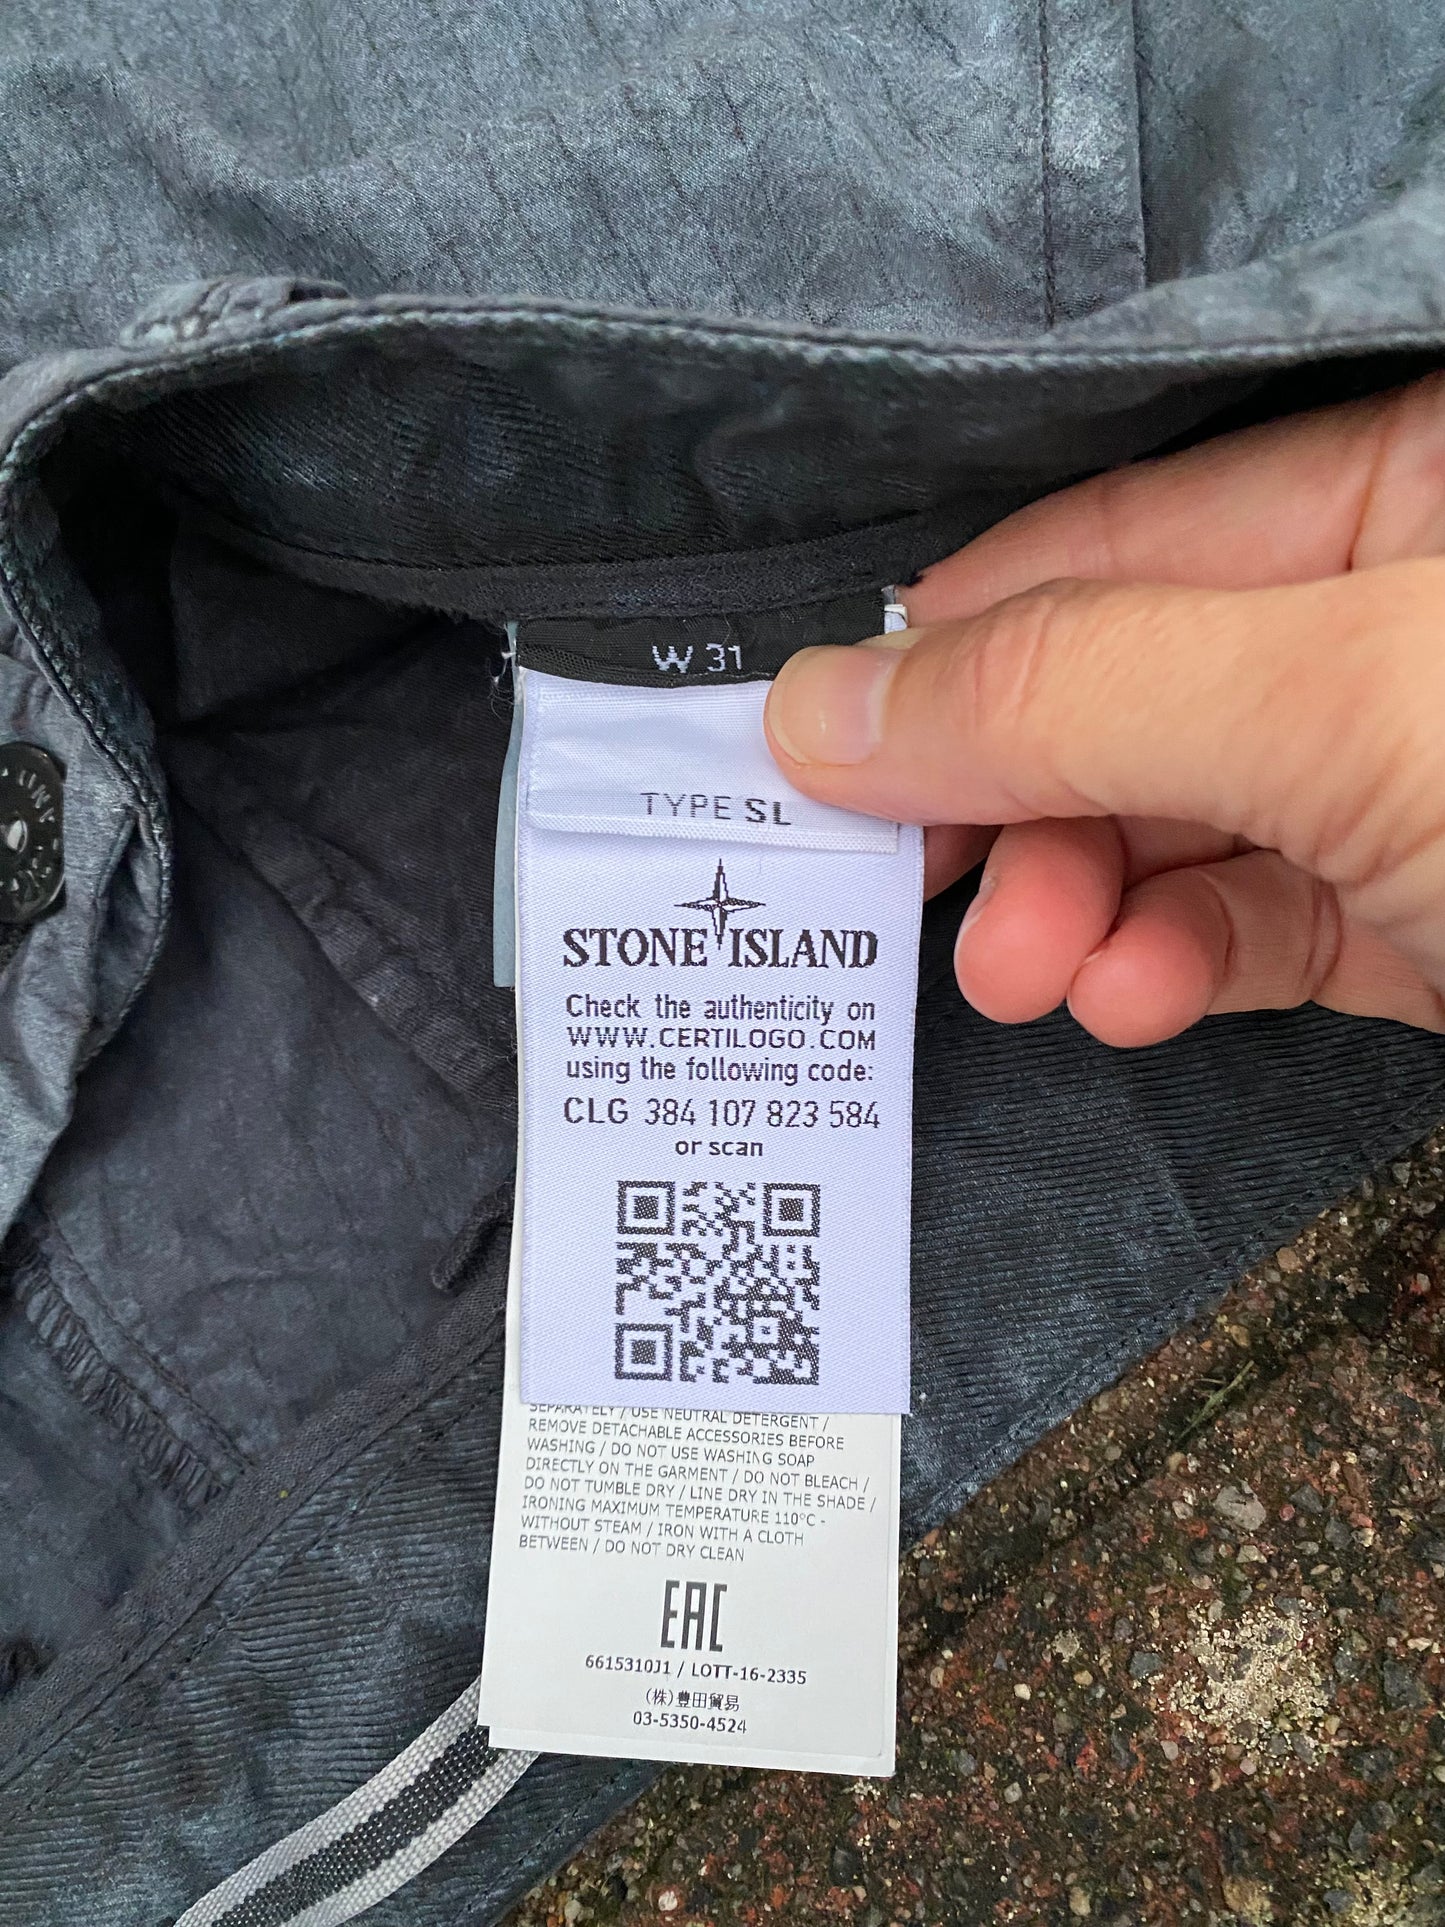 W 31
TYPE SL
STONE ISLAND
Check the authenticity on
WWW.CERTILOGO.COM
using the following code:
CLG 384 107 823 584
or scan
SEPARATELY / USE NEUTRAL DETERGENT /
REMOVE DETACHABLE ACCESSORIES BEFORE
WASHING / DO NOT USE WASHING SOAP
DIRECTLY ON THE GARMENT / DO NOT BLEACH /
DO NOT TUMBLE DRY / LINE DRY IN THE SHADE /
IRONING MAXIMUM TEMPERATURE 110°C -
WITHOUT STEAM / IRON WITH A CLOTH
BETWEEN / DO NOT DRY CLEAN
EAC
6615310J1 / LOTT-16-2335
(株)豊田貿易
03-5350-4524